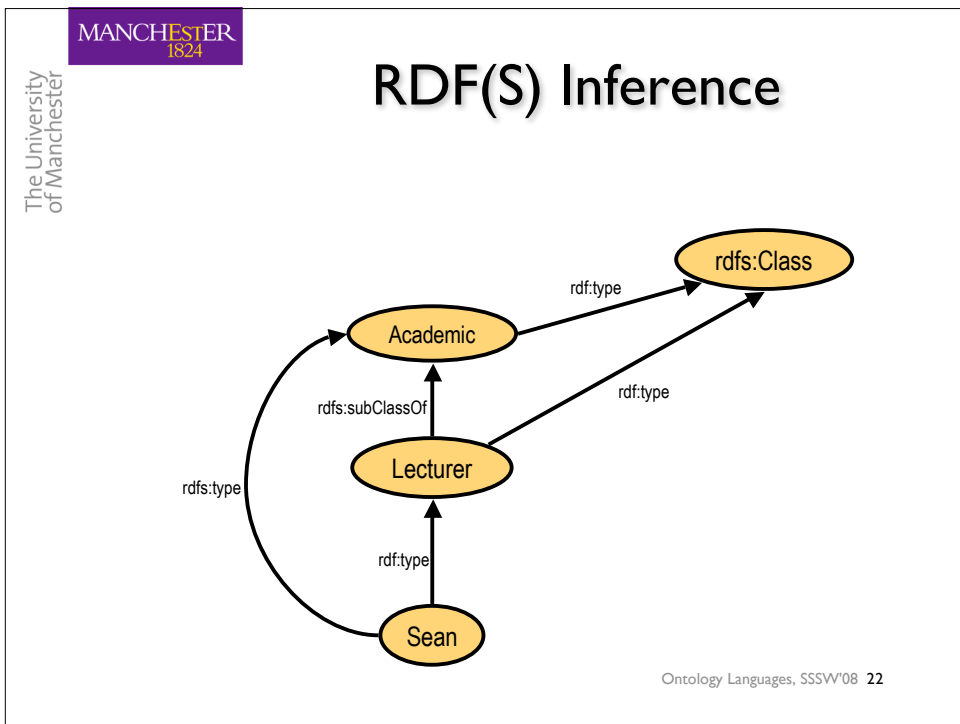 MANCHESTER
1824
The University
of Manchester
RDF(S) Inference
rdfs:Class
rdf:type
Academic
rdfs:subClassOf
rdf:type
Lecturer
rdfs:type
rdf:type
Sean
Ontology Languages, SSSW'08 22